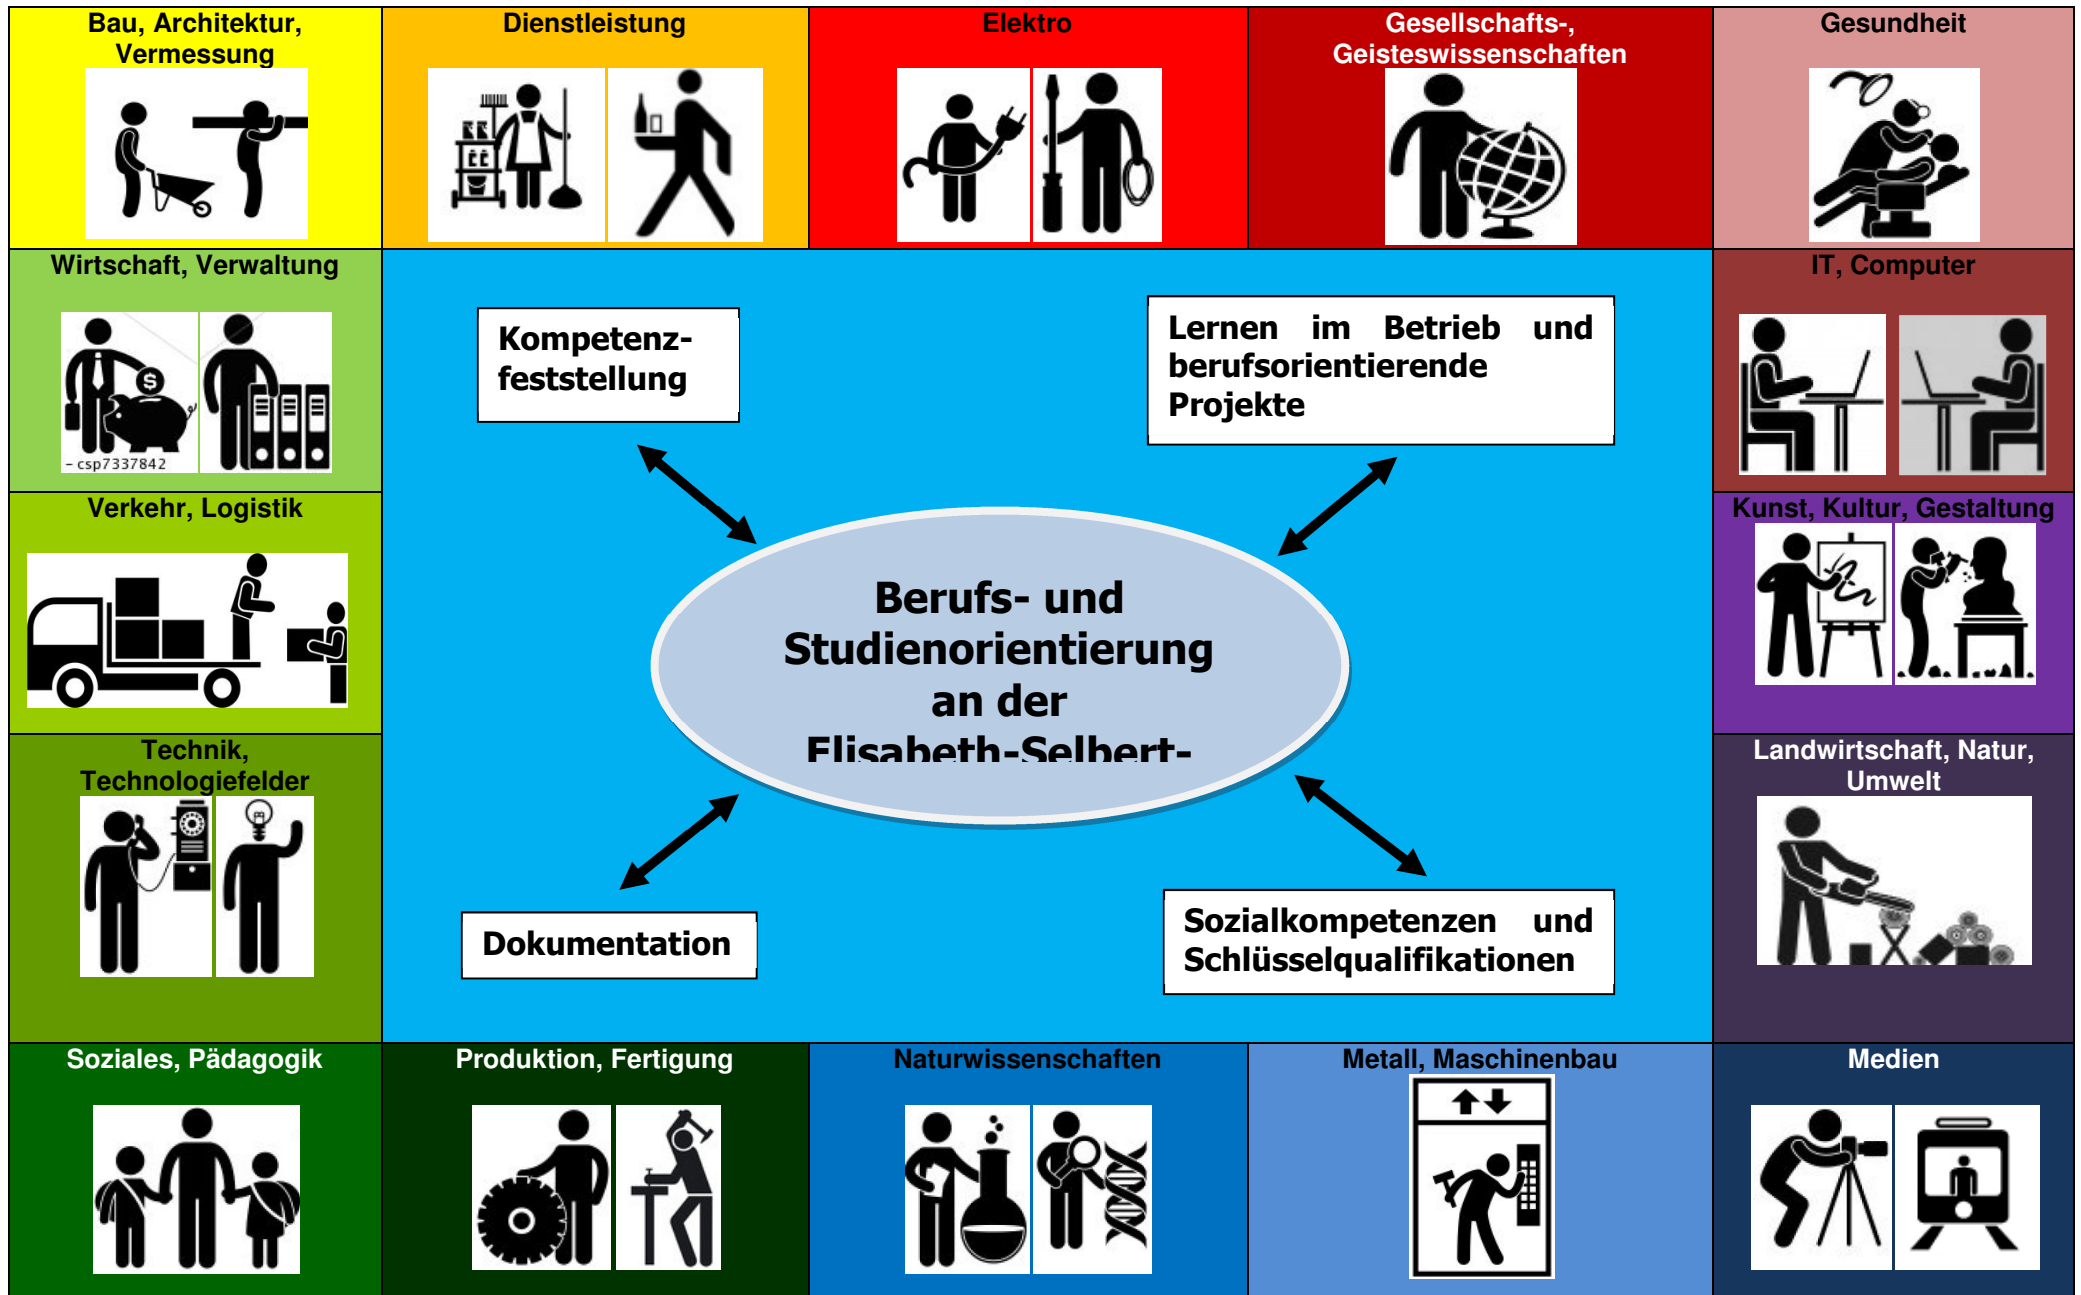 Bau, Architektur,
Vermessung
Dienstleistung
Elektro
Gesellschafts-,
Geisteswissenschaften
Gesundheit
Wirtschaft, Verwaltung
– csp7337842
IT, Computer
Kompetenz-
feststellung
Lernen im Betrieb und
berufsorientierende
Projekte
Verkehr, Logistik
Kunst, Kultur, Gestaltung
Berufs- und
Studienorientierung
an der
Elisabeth-Selbert-
Technik,
Technologiefelder
Landwirtschaft, Natur,
Umwelt
Dokumentation
Sozialkompetenzen und
Schlüsselqualifikationen
Soziales, Pädagogik
Produktion, Fertigung
Naturwissenschaften
Metall, Maschinenbau
Medien